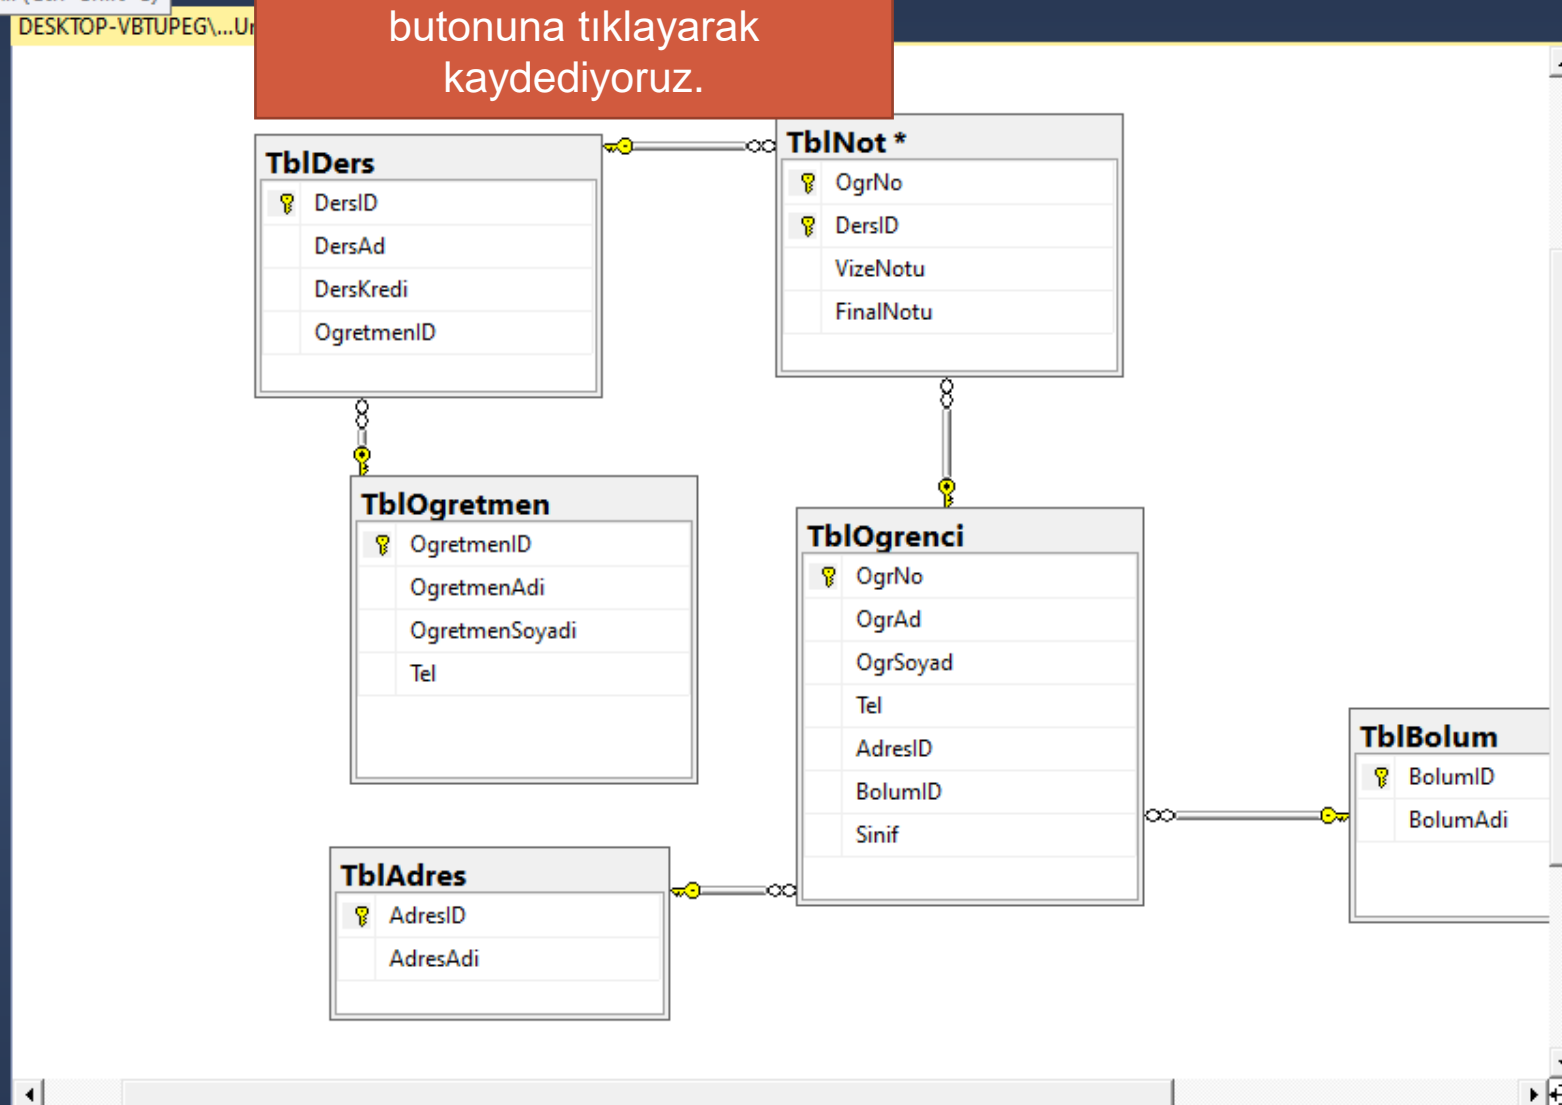 DESKTOP-VBTUPEG\...Ur
butonuna tıklayarak
kaydediyoruz.
TblDers
DersID
DersAd
DersKredi
OgretmenID
TblNot *
OgrNo
DersID
VizeNotu
FinalNotu
TblOgretmen
OgretmenID
OgretmenAdi
OgretmenSoyadi
Tel
TblOgrenci
OgrNo
OgrAd
OgrSoyad
Tel
AdresID
BolumID
Sinif
TblBolum
BolumID
BolumAdi
TblAdres
AdresID
AdresAdi